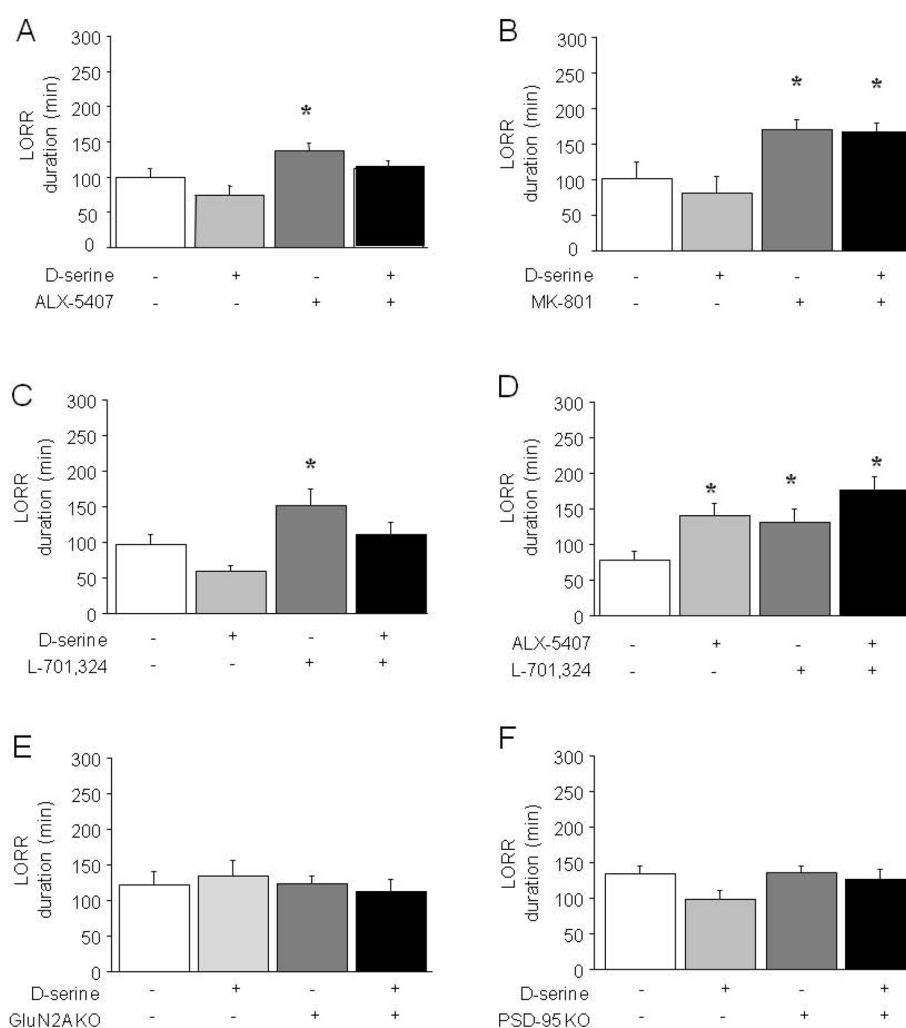 A
300
250
200
150
100
50
0
LORR
duration (min)
*
D-serine - + - +
ALX-5407 - - + +
B
300
250
200
150
100
50
0
LORR
duration (min)
* *
D-serine - + - +
MK-801 - - + +
C
300
250
200
150
100
50
0
LORR
duration (min)
*
D-serine - + - +
L-701,324 - - + +
D
300
250
200
150
100
50
0
LORR
duration (min)
* * *
ALX-5407 - + - +
L-701,324 - - + +
E
300
250
200
150
100
50
0
LORR
duration (min)
D-serine - + - +
GluN2AKO - - + +
F
300
250
200
150
100
50
0
LORR
duration (min)
D-serine - + - +
PSD-95KO - - + +